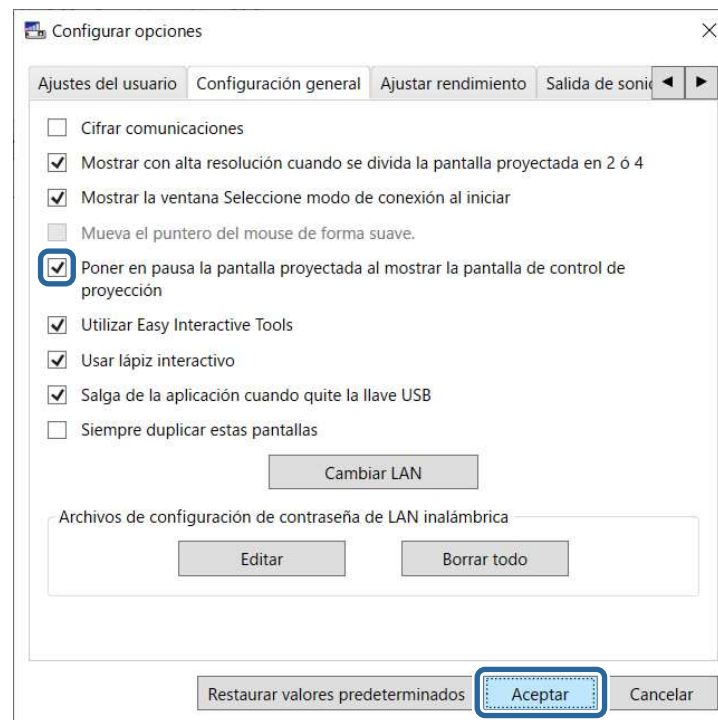 Configurar opciones
Ajustes del usuario Configuración general Ajustar rendimiento Salida de sonid
Cifrar comunicaciones
Mostrar con alta resolución cuando se divida la pantalla proyectada en 2 ó 4
Mostrar la ventana Seleccione modo de conexión al iniciar
Mueva el puntero del mouse de forma suave.
Poner en pausa la pantalla proyectada al mostrar la pantalla de control de
proyección
Utilizar Easy Interactive Tools
Usar lápiz interactivo
Salga de la aplicación cuando quite la llave USB
Siempre duplicar estas pantallas
Cambiar LAN
Archivos de configuración de contraseña de LAN inalámbrica
Editar Borrar todo
Restaurar valores predeterminados Aceptar Cancelar